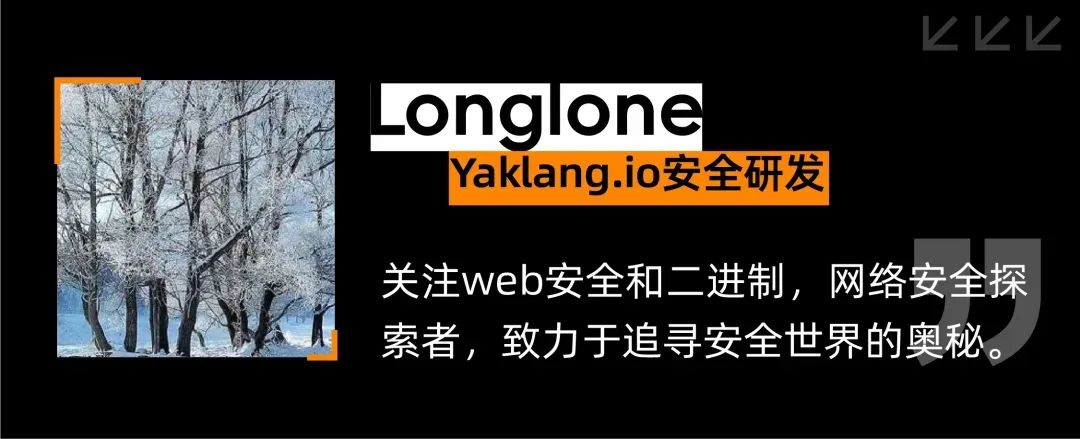 Longlone
Yaklang.io安全研发
关注web安全和二进制，网络安全探
索者，致力于追寻安全世界的奥秘。